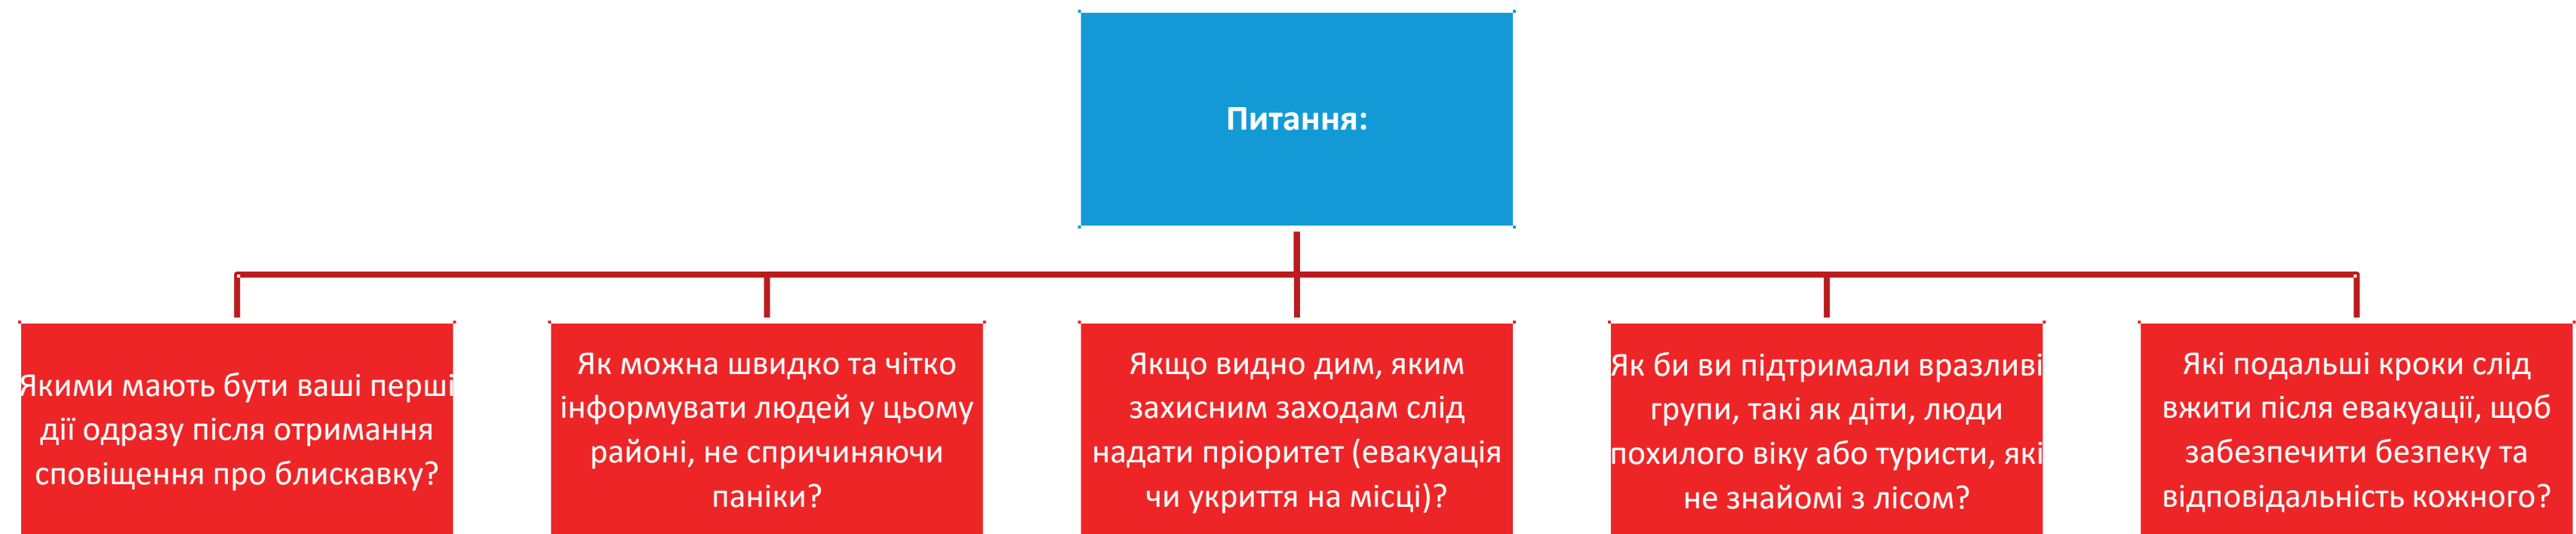 Питання:
Якими мають бути ваші перші
дії одразу після отримання
сповіщення про блискавку?
Як можна швидко та чітко
інформувати людей у цьому
районі, не спричиняючи
паніки?
Якщо видно дим, яким
захисним заходам слід
надати пріоритет (евакуація
чи укриття на місці)?
Як би ви підтримали вразливі
групи, такі як діти, люди
похилого віку або туристи, які
не знайомі з лісом?
Які подальші кроки слід
вжити після евакуації, щоб
забезпечити безпеку та
відповідальність кожного?